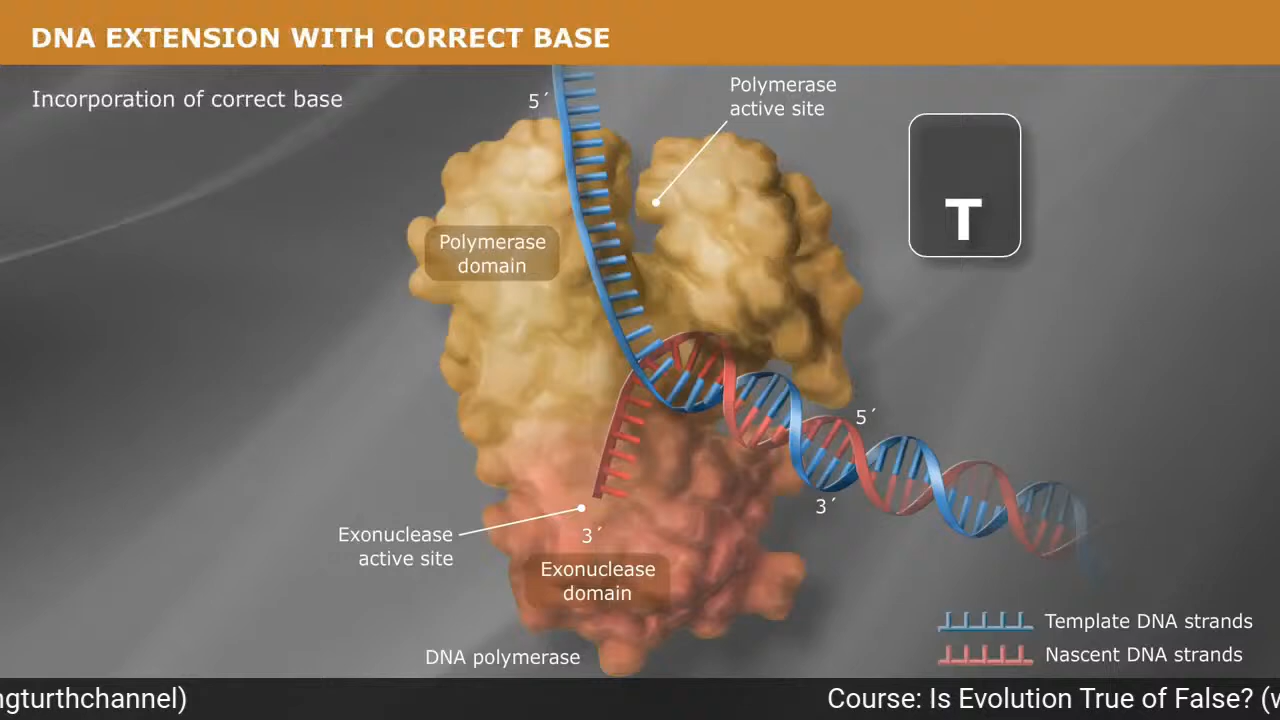 DNA EXTENSION WITH CORRECT BASE
Incorporation of correct base
5´
Polymerase
active site
T
Polymerase
domain
5´
3´
Exonuclease
active site
3´
Exonuclease
domain
DNA polymerase
Template DNA strands
Nascent DNA strands
ngturthchannel)
Course: Is Evolution True of False? (w